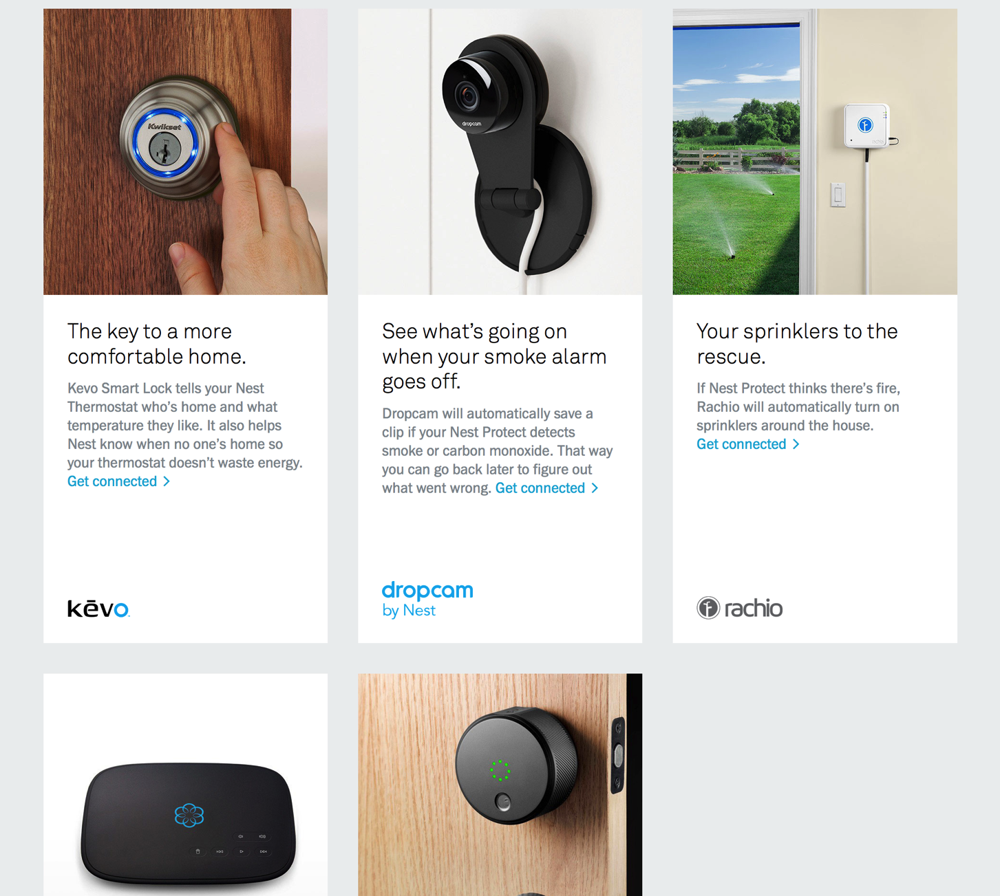 Kwikset
dropcam
rachio
The key to a more
comfortable home.
Kevo Smart Lock tells your Nest
Thermostat who's home and what
temperature they like. It also helps
Nest know when no one's home so
your thermostat doesn't waste energy.
Get connected
kēvo
See what's going on
when your smoke alarm
goes off.
Dropcam will automatically save a
clip if your Nest Protect detects
smoke or carbon monoxide. That way
you can go back later to figure out
what went wrong. Get connected
dropcam
by Nest
Your sprinklers to the
rescue.
If Nest Protect thinks there's fire,
Rachio will automatically turn on
sprinklers around the house.
Get connected
rachio